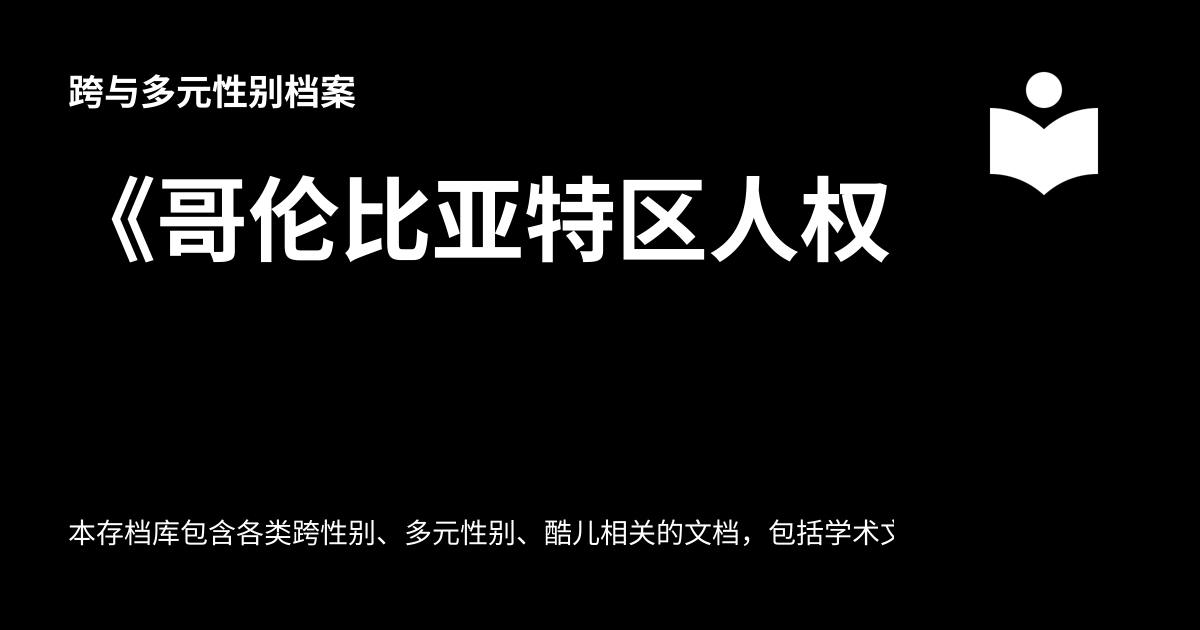 跨与多元性别档案
《哥伦比亚特区人权
本存档库包含各类跨性别、多元性别、酷儿相关的文档，包括学术